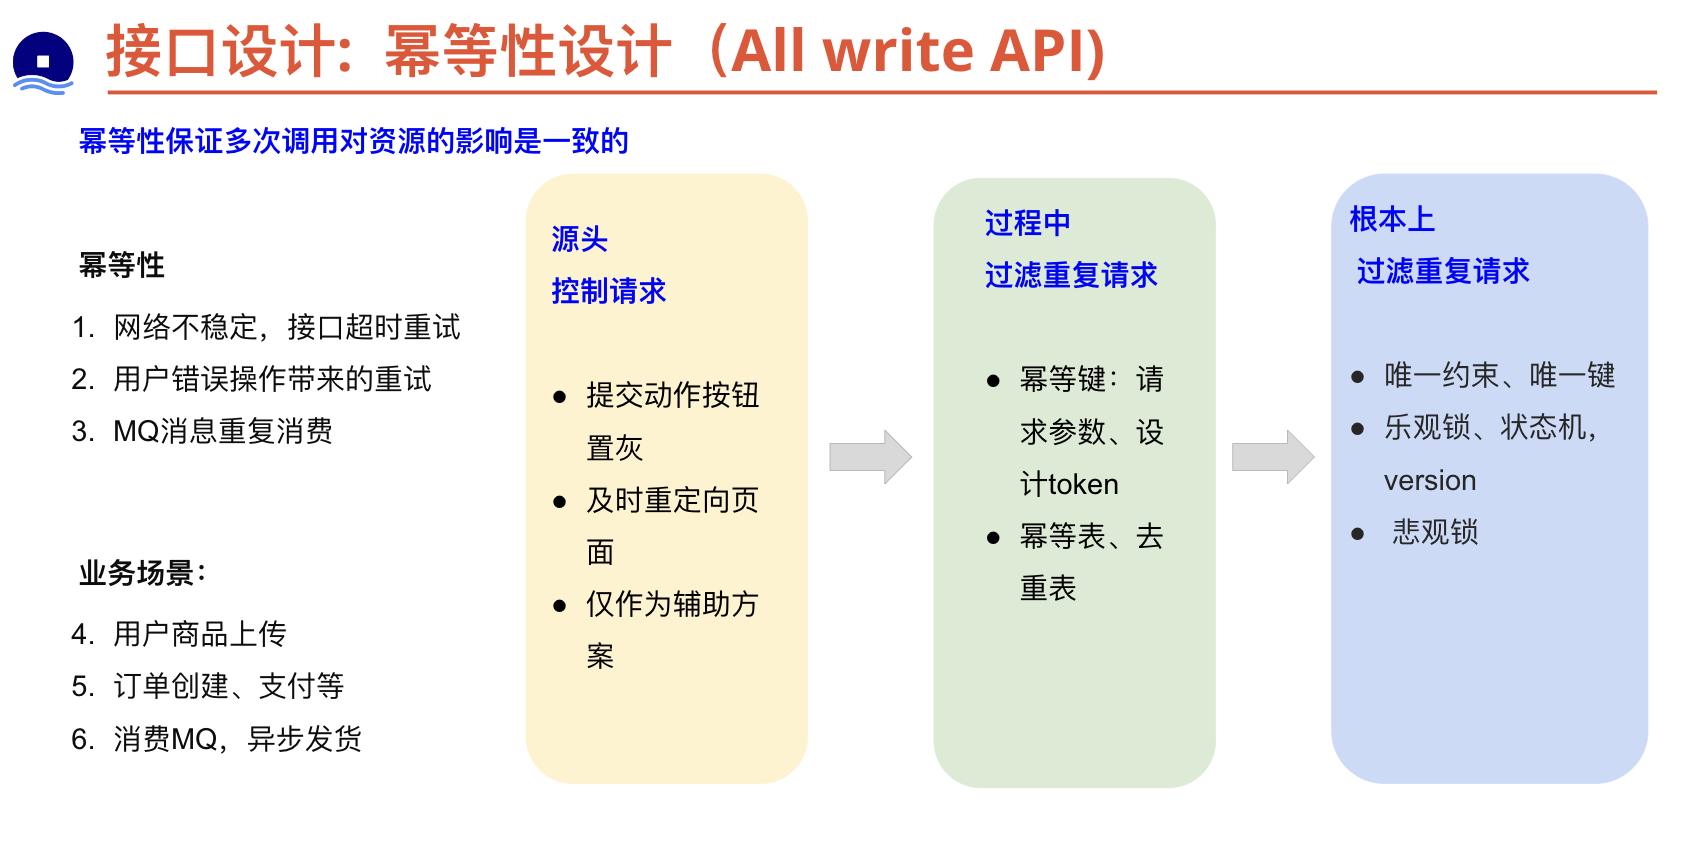 接口设计：幂等性设计（All write API)
幂等性保证多次调用对资源的影响是一致的
幂等性
1. 网络不稳定，接口超时重试
2. 用户错误操作带来的重试
3. MQ消息重复消费
业务场景：
4. 用户商品上传
5. 订单创建、支付等
6. 消费MQ，异步发货
源头
控制请求
● 提交动作按钮
置灰
● 及时重定向页
面
● 仅作为辅助方
案
过程中
过滤重复请求
● 幂等键：请
求参数、设
计token
● 幂等表、去
重表
根本上
过滤重复请求
● 唯一约束、唯一键
● 乐观锁、状态机，
version
● 悲观锁